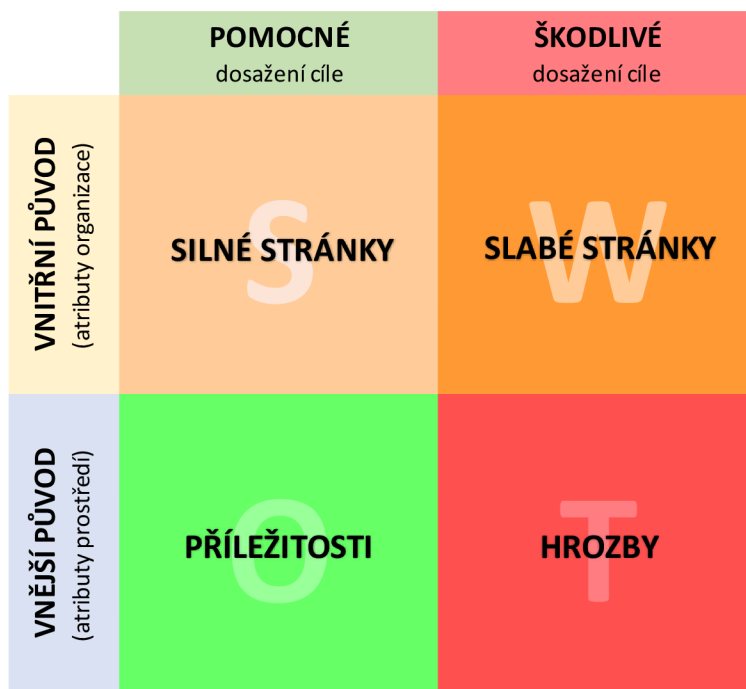 POMOCNÉ
dosažení cíle
ŠKODLIVÉ
dosažení cíle
VNITŘNÍ PŮVOD
(atributy organizace)
S
SILNÉ STRÁNKY
W
SLABÉ STRÁNKY
VNĚJŠÍ PŮVOD
(atributy prostředí)
O
PŘÍLEŽITOSTI
T
HROZBY